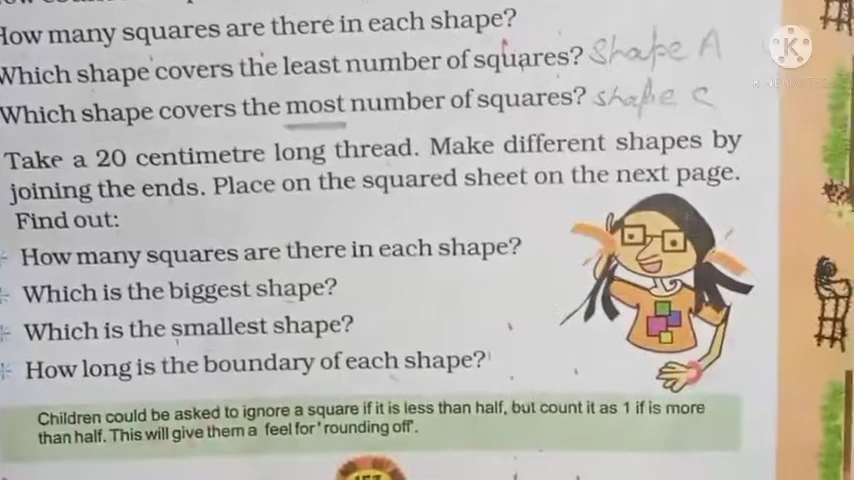 How many squares are there in each shape?
Which shape covers the least number of squares? Shape A
Which shape covers the most number of squares? shape c
Take a 20 centimetre long thread. Make different shapes by
joining the ends. Place on the squared sheet on the next page.
Find out:
How many squares are there in each shape?
Which is the biggest shape?
Which is the smallest shape?
How long is the boundary of each shape?
Children could be asked to ignore a square if it is less than half, but count it as 1 if is more
than half. This will give them a feel for 'rounding off'.
K